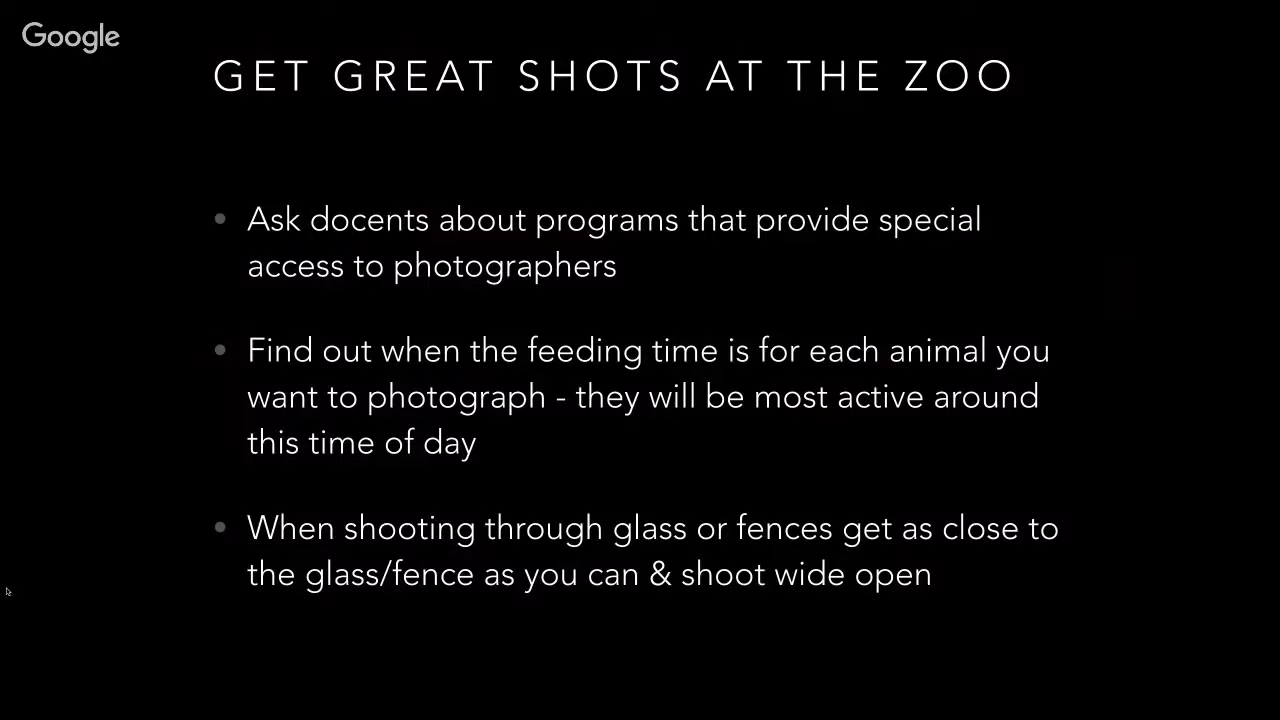 Google
GET GREAT SHOTS AT THE ZOO
• Ask docents about programs that provide special
access to photographers
• Find out when the feeding time is for each animal you
want to photograph - they will be most active around
this time of day
• When shooting through glass or fences get as close to
the glass/fence as you can & shoot wide open